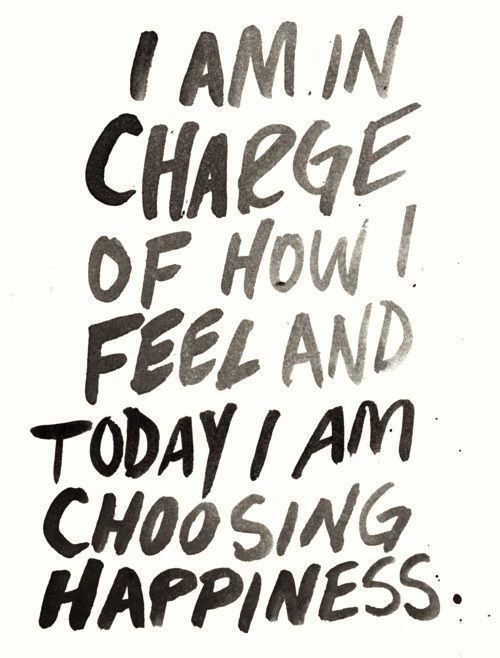 I AM IN
CHARGE
OF HOW I
FEEL AND
TODAY I AM
CHOOSING
HAPPINESS.